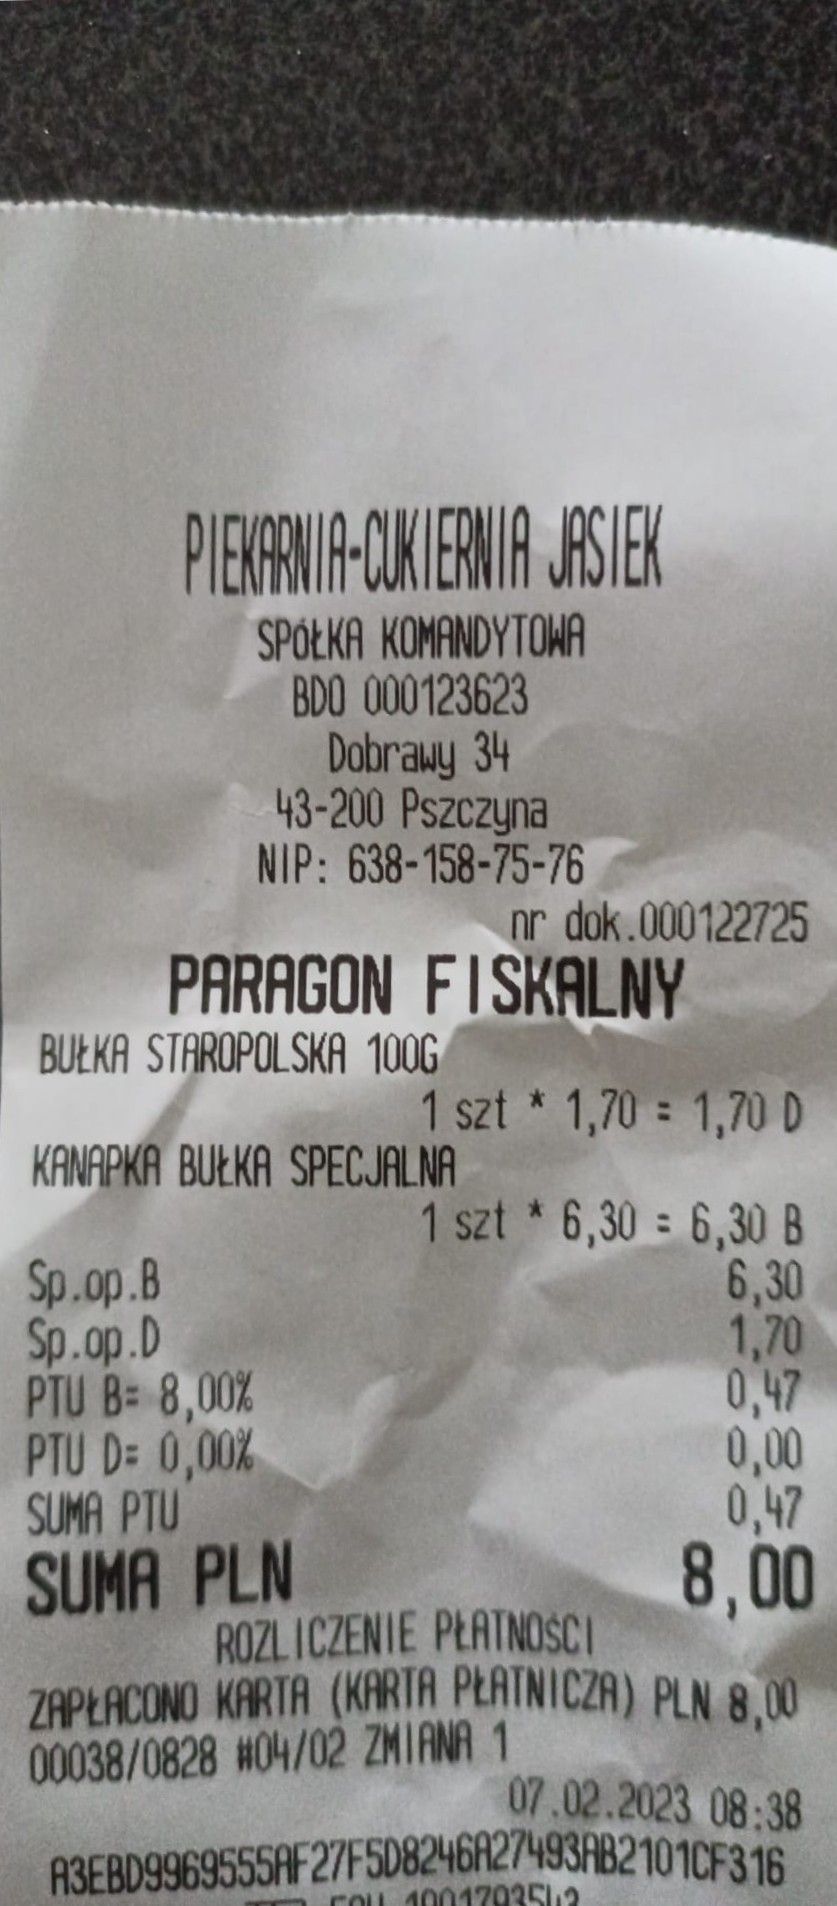 PIEKARNIA-CUKIERNIA JASIEK
SPÓŁKA KOMANDYTOWA
BDO 000123623
Dobrawy 34
43-200 Pszczyna
NIP: 638-158-75-76
nr dok.000122725
PARAGON FISKALNY
BUŁKA STAROPOLSKA 100G
1 szt * 1,70 = 1,70 D
KANAPKA BUŁKA SPECJALNA
1 szt * 6,30 = 6,30 B
Sp.op.B 6,30
Sp.op.D 1,70
PTU B= 8,00% 0,47
PTU D= 0,00% 0,00
SUMA PTU 0,47
SUMA PLN 8,00
ROZLICZENIE PŁATNOŚCI
ZAPŁACONO KARTA (KARTA PŁATNICZA) PLN 8,00
00038/0828 #04/02 ZMIANA 1
07.02.2023 08:38
A3EBD9969555AF27F5D8246A27493AB2101CF316